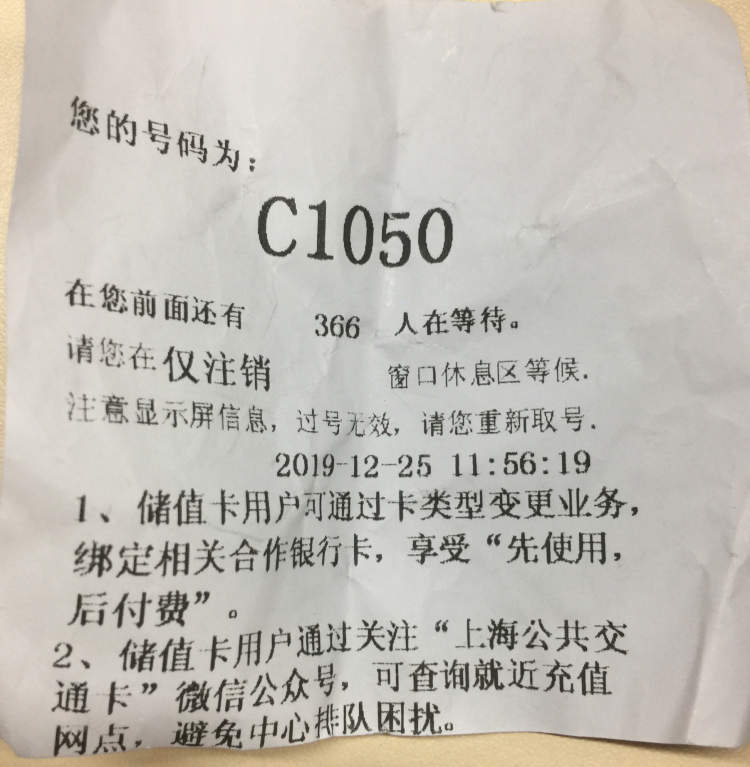 您的号码为：
C1050
在您前面还有 366 人在等待。
请您在 仅注销 窗口休息区等候.
注意显示屏信息，过号无效，请您重新取号.
2019-12-25 11:56:19
1、储值卡用户可通过卡类型变更业务，
绑定相关合作银行卡，享受“先使用，
后付费”。
2、储值卡用户通过关注“上海公共交
通卡”微信公众号，可查询就近充值
网点，避免中心排队困扰。